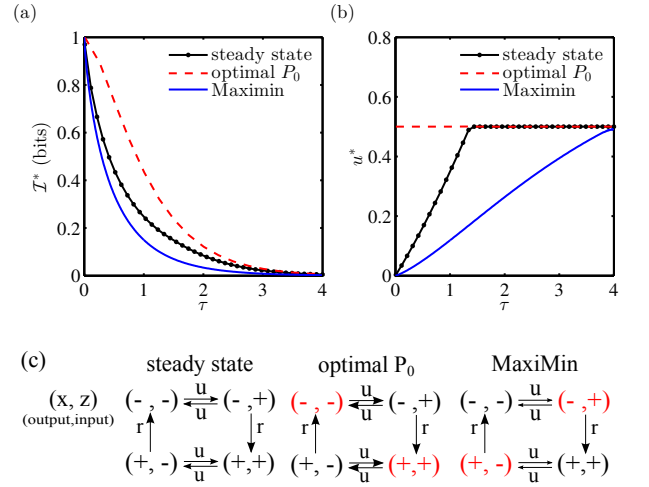 (a)
(b)
1
0.8
0.6
0.4
0.2
0
I* (bits)
0 1 2 3 4
τ
steady state
optimal P₀
Maximin
0.8
0.6
0.4
0.2
0
u*
0 1 2 3 4
τ
steady state
optimal P₀
Maximin
(c)
steady state optimal P₀ MaxiMin
(x, z) (- , -) u (- , +) (- , -) u (- , +) (- , -) u (- , +)
(output,input) u u u
r r r r r r
u u u
(+, -) u (+,+) (+, -) u (+,+) (+, -) u (+,+)